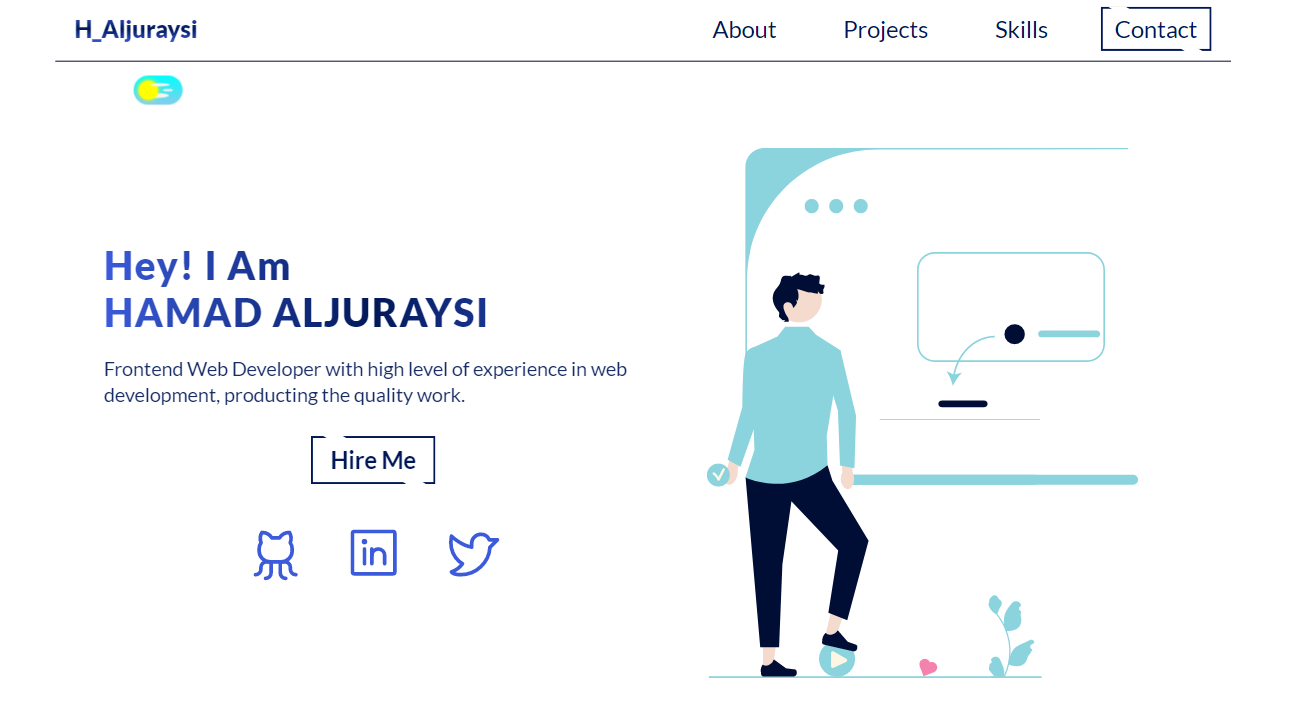 H_Aljuraysi
About
Projects
Skills
Contact
Hey! I Am
HAMAD ALJURAYSI
Frontend Web Developer with high level of experience in web
development, producting the quality work.
Hire Me
in